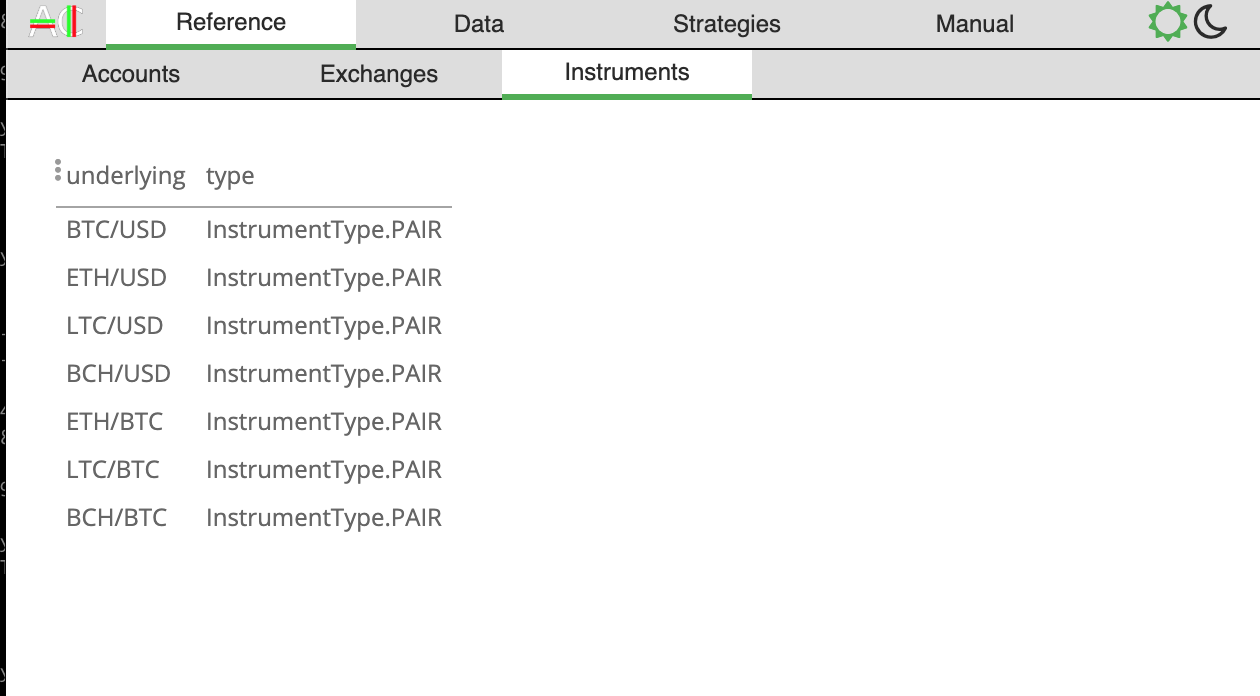 AC Reference Data Strategies Manual
Accounts Exchanges Instruments
underlying type
BTC/USD InstrumentType.PAIR
ETH/USD InstrumentType.PAIR
LTC/USD InstrumentType.PAIR
BCH/USD InstrumentType.PAIR
ETH/BTC InstrumentType.PAIR
LTC/BTC InstrumentType.PAIR
BCH/BTC InstrumentType.PAIR